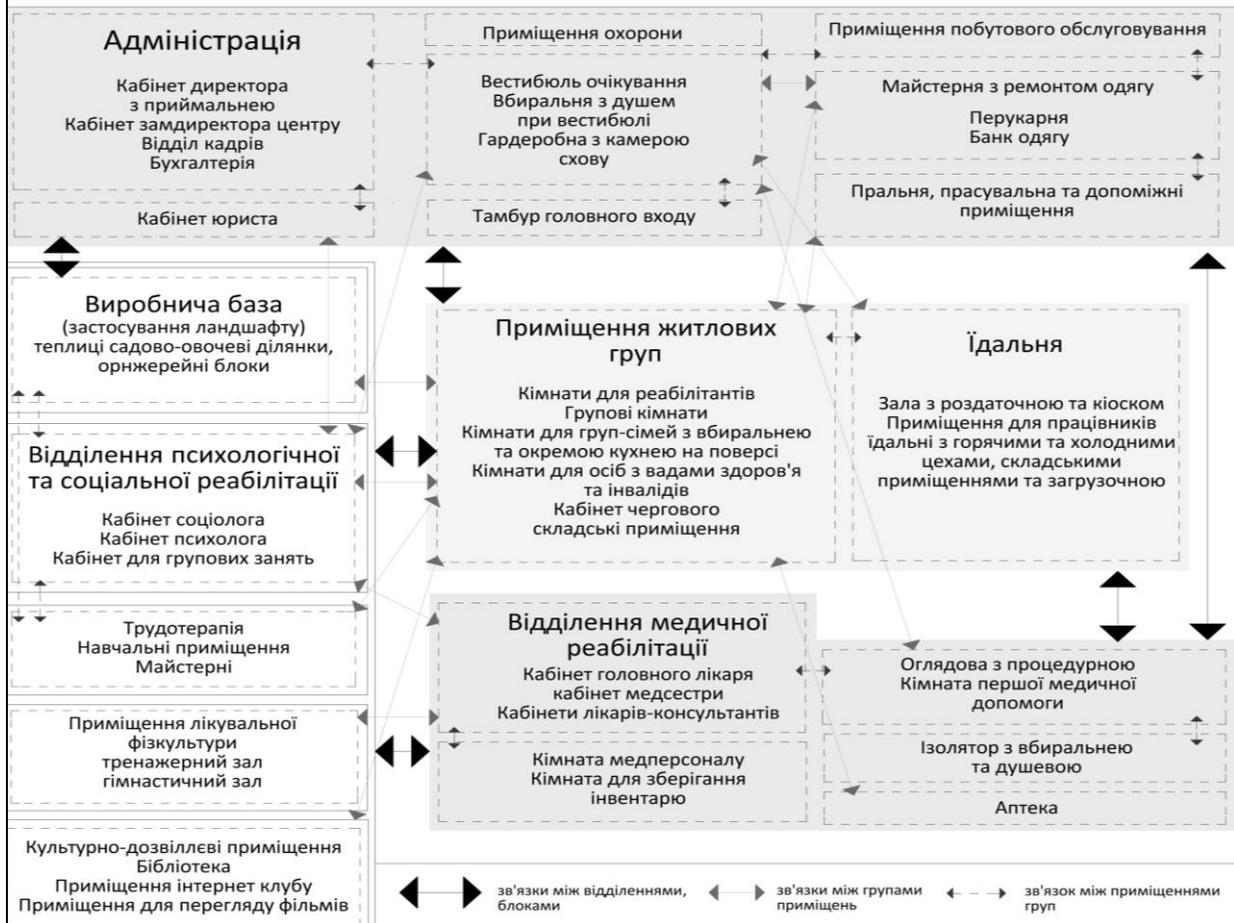 Адміністрація
Кабінет директора
з приймальнею
Кабінет замдиректора центру
Відділ кадрів
Бухгалтерія
Кабінет юриста
Приміщення охорони
Вестибюль очікування
Вбиральня з душем
при вестибюлі
Гардеробна з камерою
схову
Тамбур головного входу
Приміщення побутового обслуговування
Майстерня з ремонтом одягу
Перукарня
Банк одягу
Пральня, прасувальна та допоміжні
приміщення
Виробнича база
(застосування ландшафту)
теплиці садово-овочеві ділянки,
орнжерейні блоки
Приміщення житлових
груп
Кімнати для реабілітантів
Групові кімнати
Кімнати для груп-сімей з вбиральнею
та окремою кухнею на поверсі
Кімнати для осіб з вадами здоров'я
та інвалідів
Кабінет чергового
складські приміщення
Їдальня
Зала з роздаточною та кіоском
Приміщення для працівників
їдальні з горячими та холодними
цехами, складськими
приміщеннями та загрузочною
Відділення психологічної
та соціальної реабілітації
Кабінет соціолога
Кабінет психолога
Кабінет для групових занять
Трудотерапія
Навчальні приміщення
Майстерні
Відділення медичної
реабілітації
Кабінет головного лікаря
кабінет медсестри
Кабінети лікарів-консультантів
Кімната медперсоналу
Кімната для зберігання
інвентарю
Оглядова з процедурною
Кімната першої медичної
допомоги
Ізолятор з вбиральнею
та душевою
Аптека
Приміщення лікувальної
фізкультури
тренажерний зал
гімнастичний зал
Культурно-дозвіллєві приміщення
Бібліотека
Приміщення інтернет клубу
Приміщення для перегляду фільмів
зв'язки між відділеннями,
блоками
зв'язки між групами
приміщень
зв'язок між приміщеннями
груп